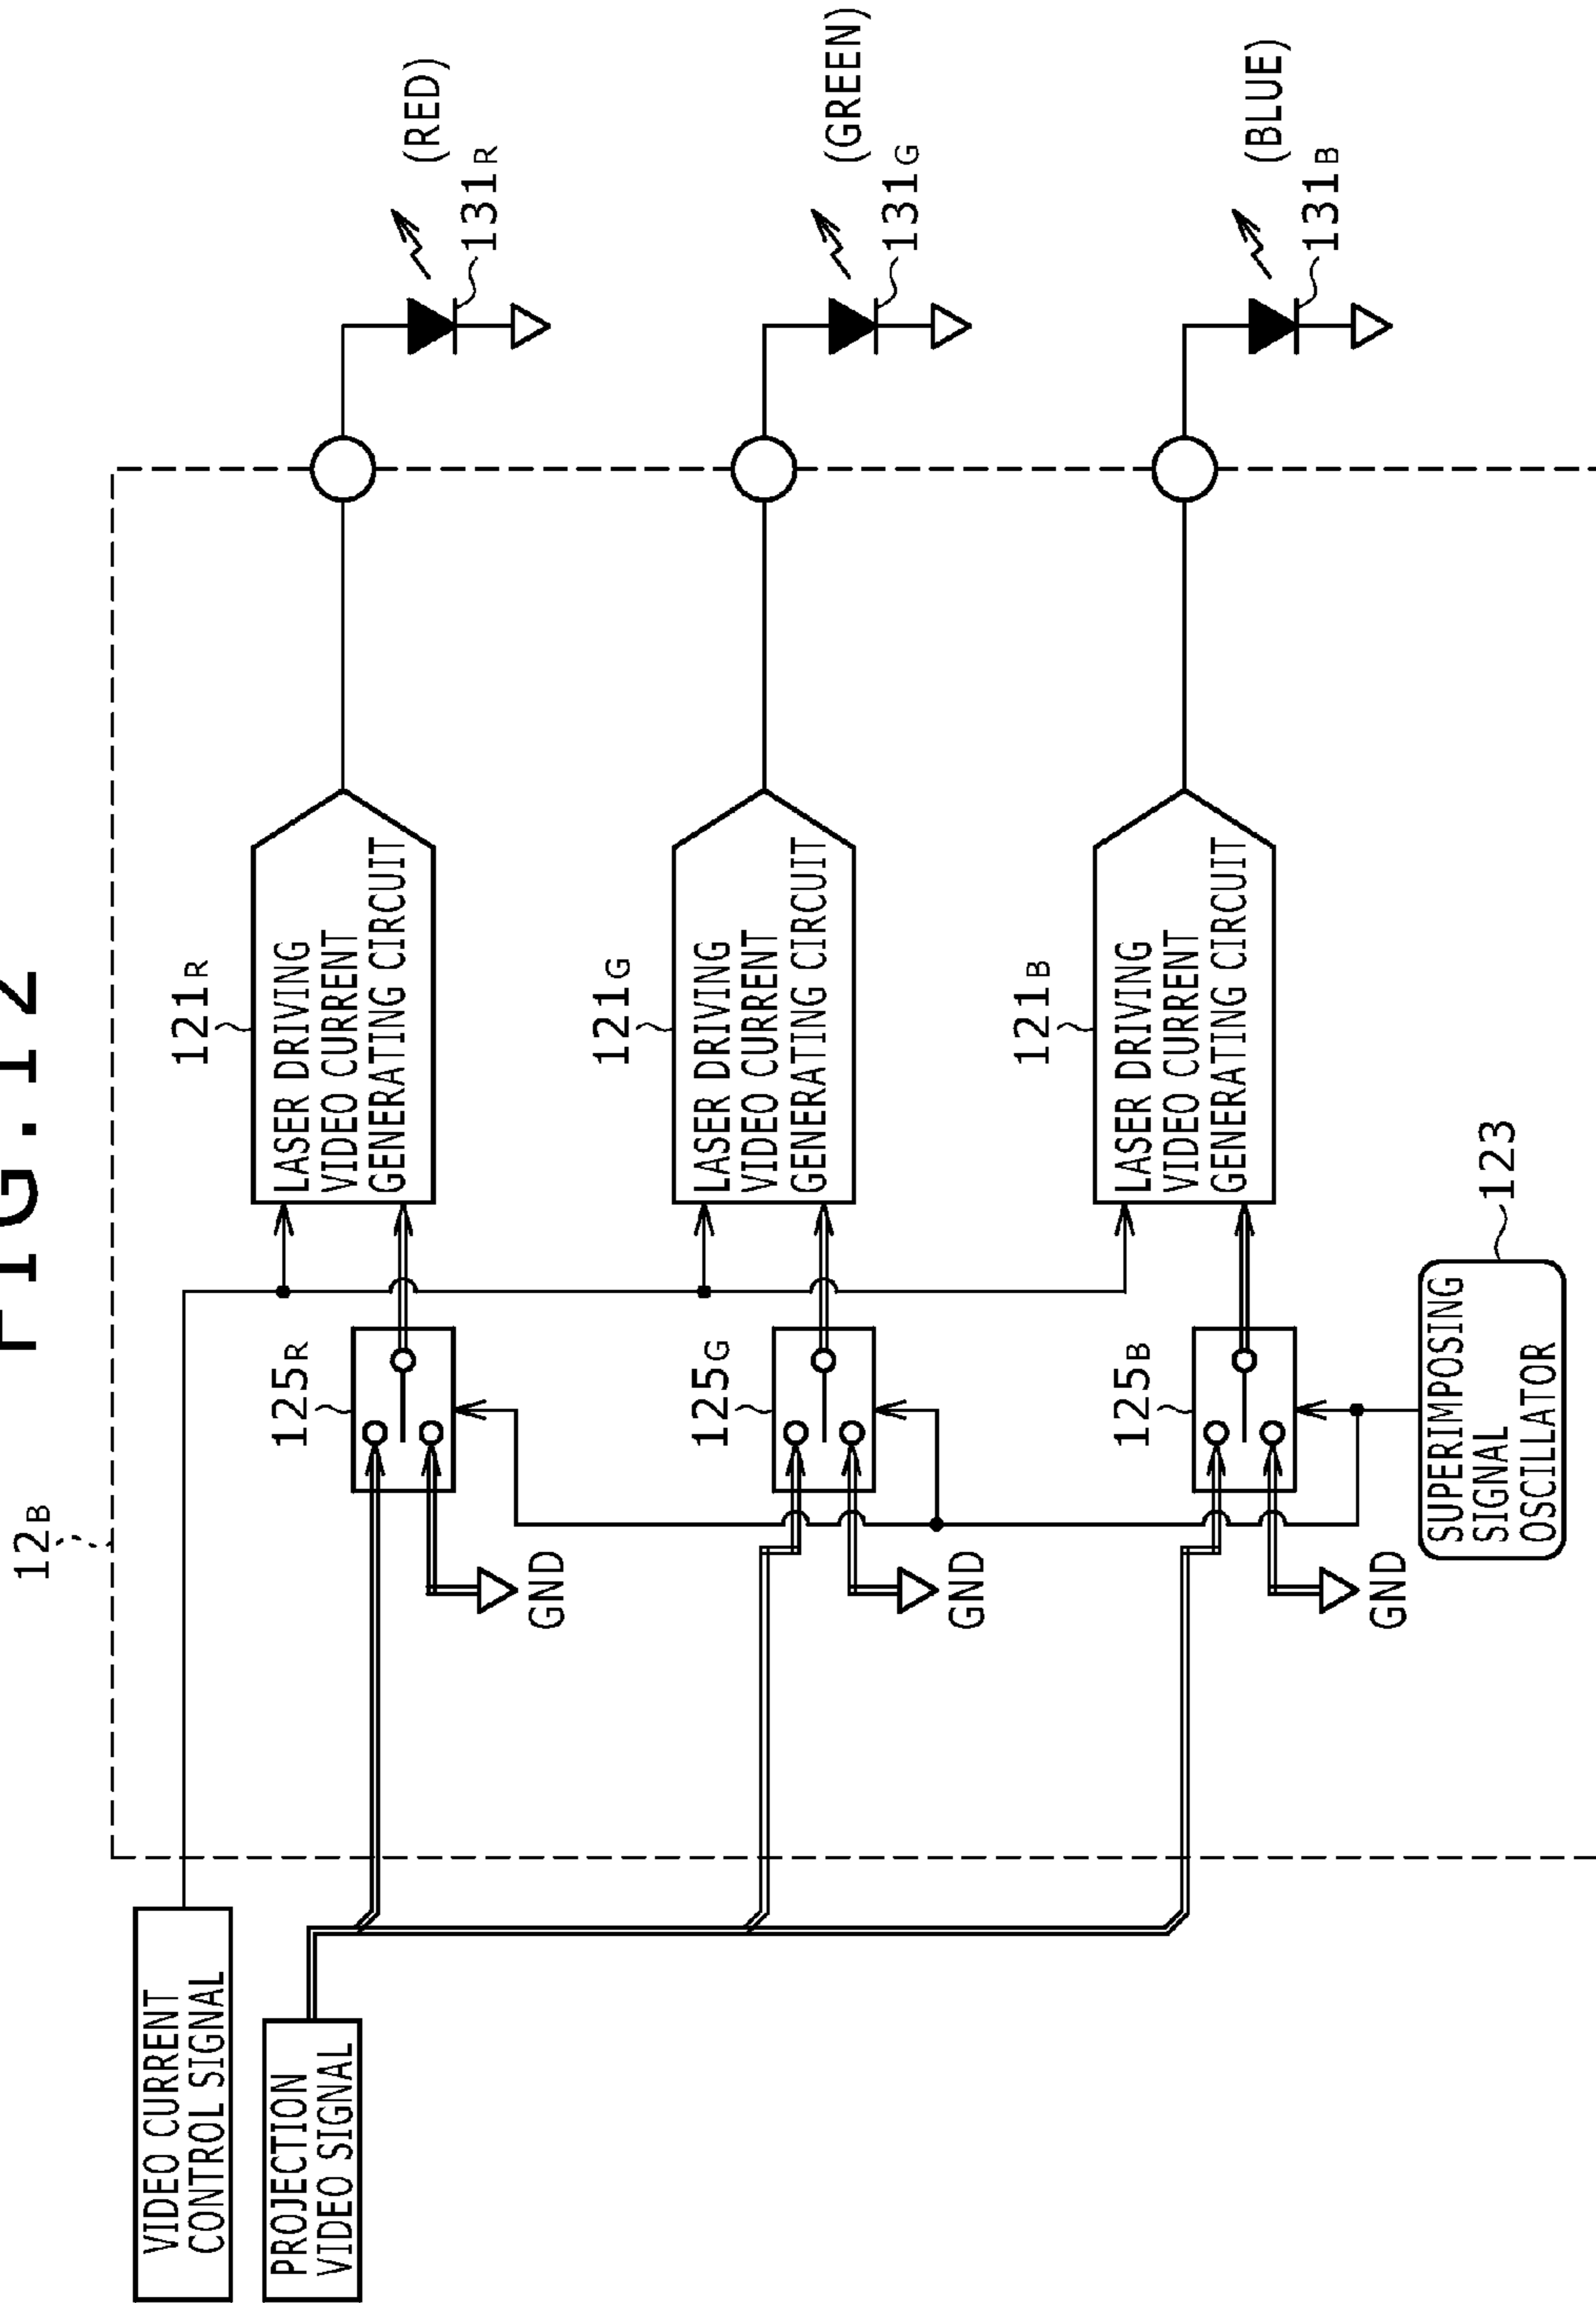 FIG.12
12B
VIDEO CURRENT
CONTROL SIGNAL
PROJECTION
VIDEO SIGNAL
121R
LASER DRIVING
VIDEO CURRENT
GENERATING CIRCUIT
125R
GND
(RED)
131R
121G
LASER DRIVING
VIDEO CURRENT
GENERATING CIRCUIT
125G
GND
(GREEN)
131G
121B
LASER DRIVING
VIDEO CURRENT
GENERATING CIRCUIT
125B
GND
(BLUE)
131B
SUPERIMPOSING
SIGNAL
OSCILLATOR
123